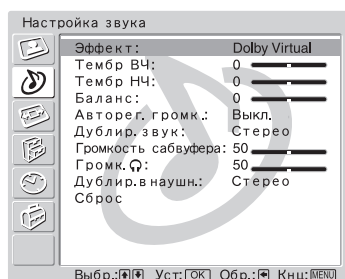 Настройка звука
Эффект: Dolby Virtual
Тембр ВЧ: 0
Тембр НЧ: 0
Баланс: 0
Авторег. громк.: Выкл.
Дублир. звук: Стерео
Громкость сабвуфера: 50
Громк. 🎧: 50
Дублир.в наушн.: Стерео
Сброс
Выбр.: Уст: OK Обр.: Кнц: MENU